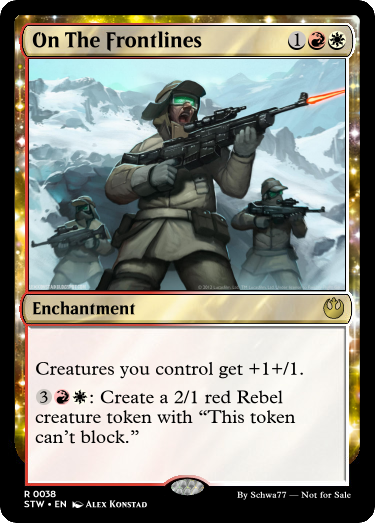 On The Frontlines 1
Enchantment
Creatures you control get +1+/1.
3 : Create a 2/1 red Rebel
creature token with “This token
can’t block.”
R 0038
STW • EN Alex Konstad
By Schwa77 — Not for Sale